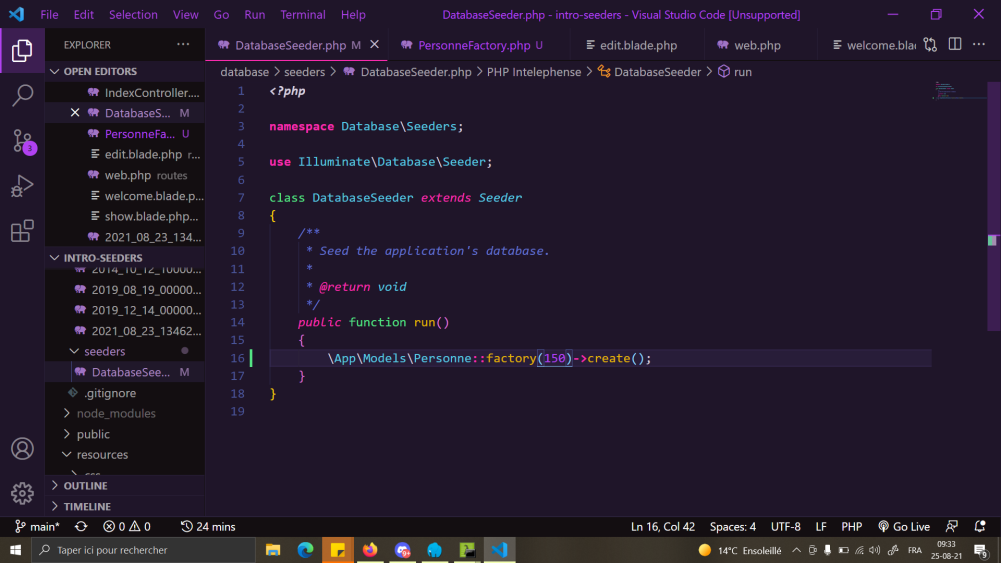 File Edit Selection View Go Run Terminal Help DatabaseSeeder.php - intro-seeders - Visual Studio Code [Unsupported]
EXPLORER
DatabaseSeeder.php M PersonneFactory.php U edit.blade.php web.php welcome.bla
OPEN EDITORS
IndexController....
DatabaseS... M
PersonneFa... U
edit.blade.php r...
web.php routes
welcome.blade.p...
show.blade.php...
2021_08_23_134...
INTRO-SEEDERS
2014_10_12_10000...
2019_08_19_00000...
2019_12_14_00000...
2021_08_23_13462...
seeders
DatabaseSee... M
.gitignore
node_modules
public
resources
css
OUTLINE
TIMELINE
database > seeders > DatabaseSeeder.php > PHP Intelephense > DatabaseSeeder > run
1 <?php
2
3 namespace Database\Seeders;
4
5 use Illuminate\Database\Seeder;
6
7 class DatabaseSeeder extends Seeder
8 {
9 /**
10 * Seed the application's database.
11 *
12 * @return void
13 */
14 public function run()
15 {
16 \App\Models\Personne::factory(150)->create();
17 }
18 }
19
3
main* 0 0 24 mins Ln 16, Col 42 Spaces: 4 UTF-8 LF PHP Go Live
Taper ici pour rechercher 14°C Ensoleillé FRA 09:33
25-08-21 9